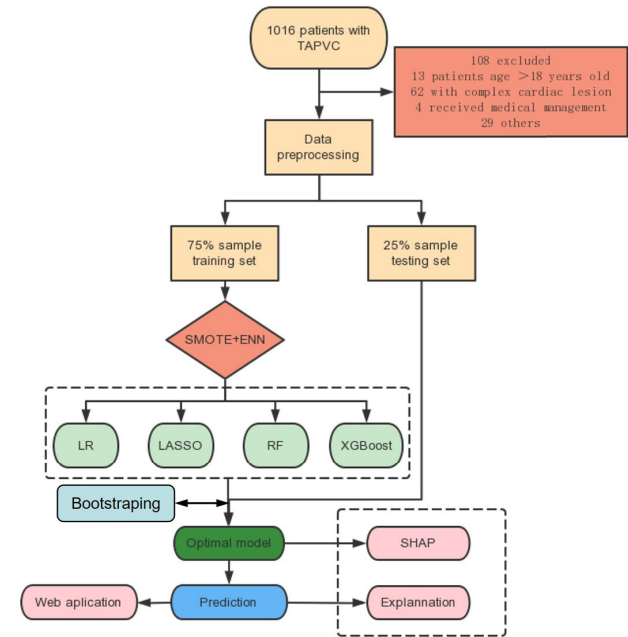 1016 patients with
TAPVC
108 excluded
13 patients age >18 years old
62 with complex cardiac lesion
4 received medical management
29 others
Data
preprocessing
75% sample
training set
25% sample
testing set
SMOTE+ENN
LR
LASSO
RF
XGBoost
Bootstraping
Optimal model
SHAP
Web aplication
Prediction
Explannation